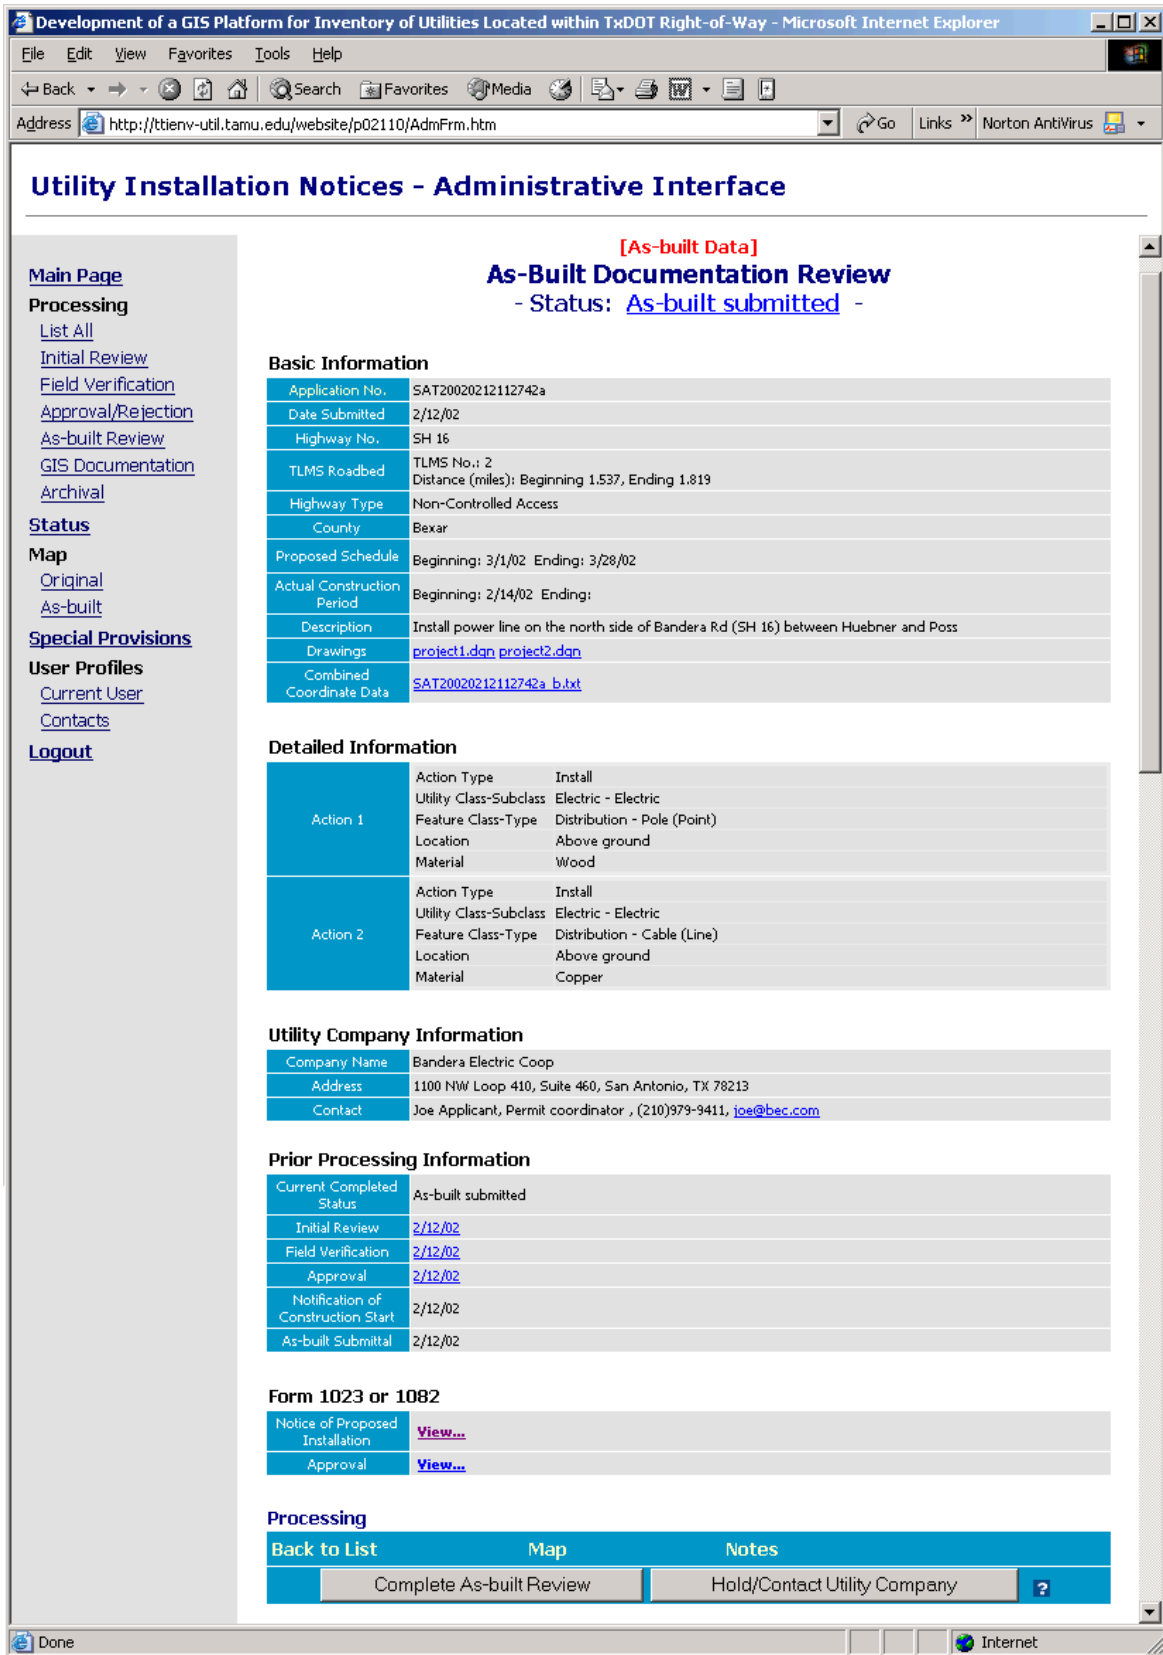 Development of a GIS Platform for Inventory of Utilities Located within TxDOT Right-of-Way - Microsoft Internet Explorer
File Edit View Favorites Tools Help
Back Search Favorites Media
Address http://ttienv-util.tamu.edu/website/p02110/AdmFrm.htm Go Links » Norton AntiVirus
Utility Installation Notices - Administrative Interface
Main Page
Processing
List All
Initial Review
Field Verification
Approval/Rejection
As-built Review
GIS Documentation
Archival
Status
Map
Original
As-built
Special Provisions
User Profiles
Current User
Contacts
Logout
[As-built Data]
As-Built Documentation Review
- Status: As-built submitted -
Basic Information
Application No. SAT20020212112742a
Date Submitted 2/12/02
Highway No. SH 16
TLMS Roadbed TLMS No.: 2
Distance (miles): Beginning 1.537, Ending 1.819
Highway Type Non-Controlled Access
County Bexar
Proposed Schedule Beginning: 3/1/02 Ending: 3/28/02
Actual Construction Period Beginning: 2/14/02 Ending:
Description Install power line on the north side of Bandera Rd (SH 16) between Huebner and Poss
Drawings project1.dgn project2.dgn
Combined Coordinate Data SAT20020212112742a_b.txt
Detailed Information
Action 1
Action Type Install
Utility Class-Subclass Electric - Electric
Feature Class-Type Distribution - Pole (Point)
Location Above ground
Material Wood
Action 2
Action Type Install
Utility Class-Subclass Electric - Electric
Feature Class-Type Distribution - Cable (Line)
Location Above ground
Material Copper
Utility Company Information
Company Name Bandera Electric Coop
Address 1100 NW Loop 410, Suite 460, San Antonio, TX 78213
Contact Joe Applicant, Permit coordinator , (210)979-9411, joe@bec.com
Prior Processing Information
Current Completed Status As-built submitted
Initial Review 2/12/02
Field Verification 2/12/02
Approval 2/12/02
Notification of Construction Start 2/12/02
As-built Submittal 2/12/02
Form 1023 or 1082
Notice of Proposed Installation View...
Approval View...
Processing
Back to List Map Notes
Complete As-built Review Hold/Contact Utility Company ?
Done Internet